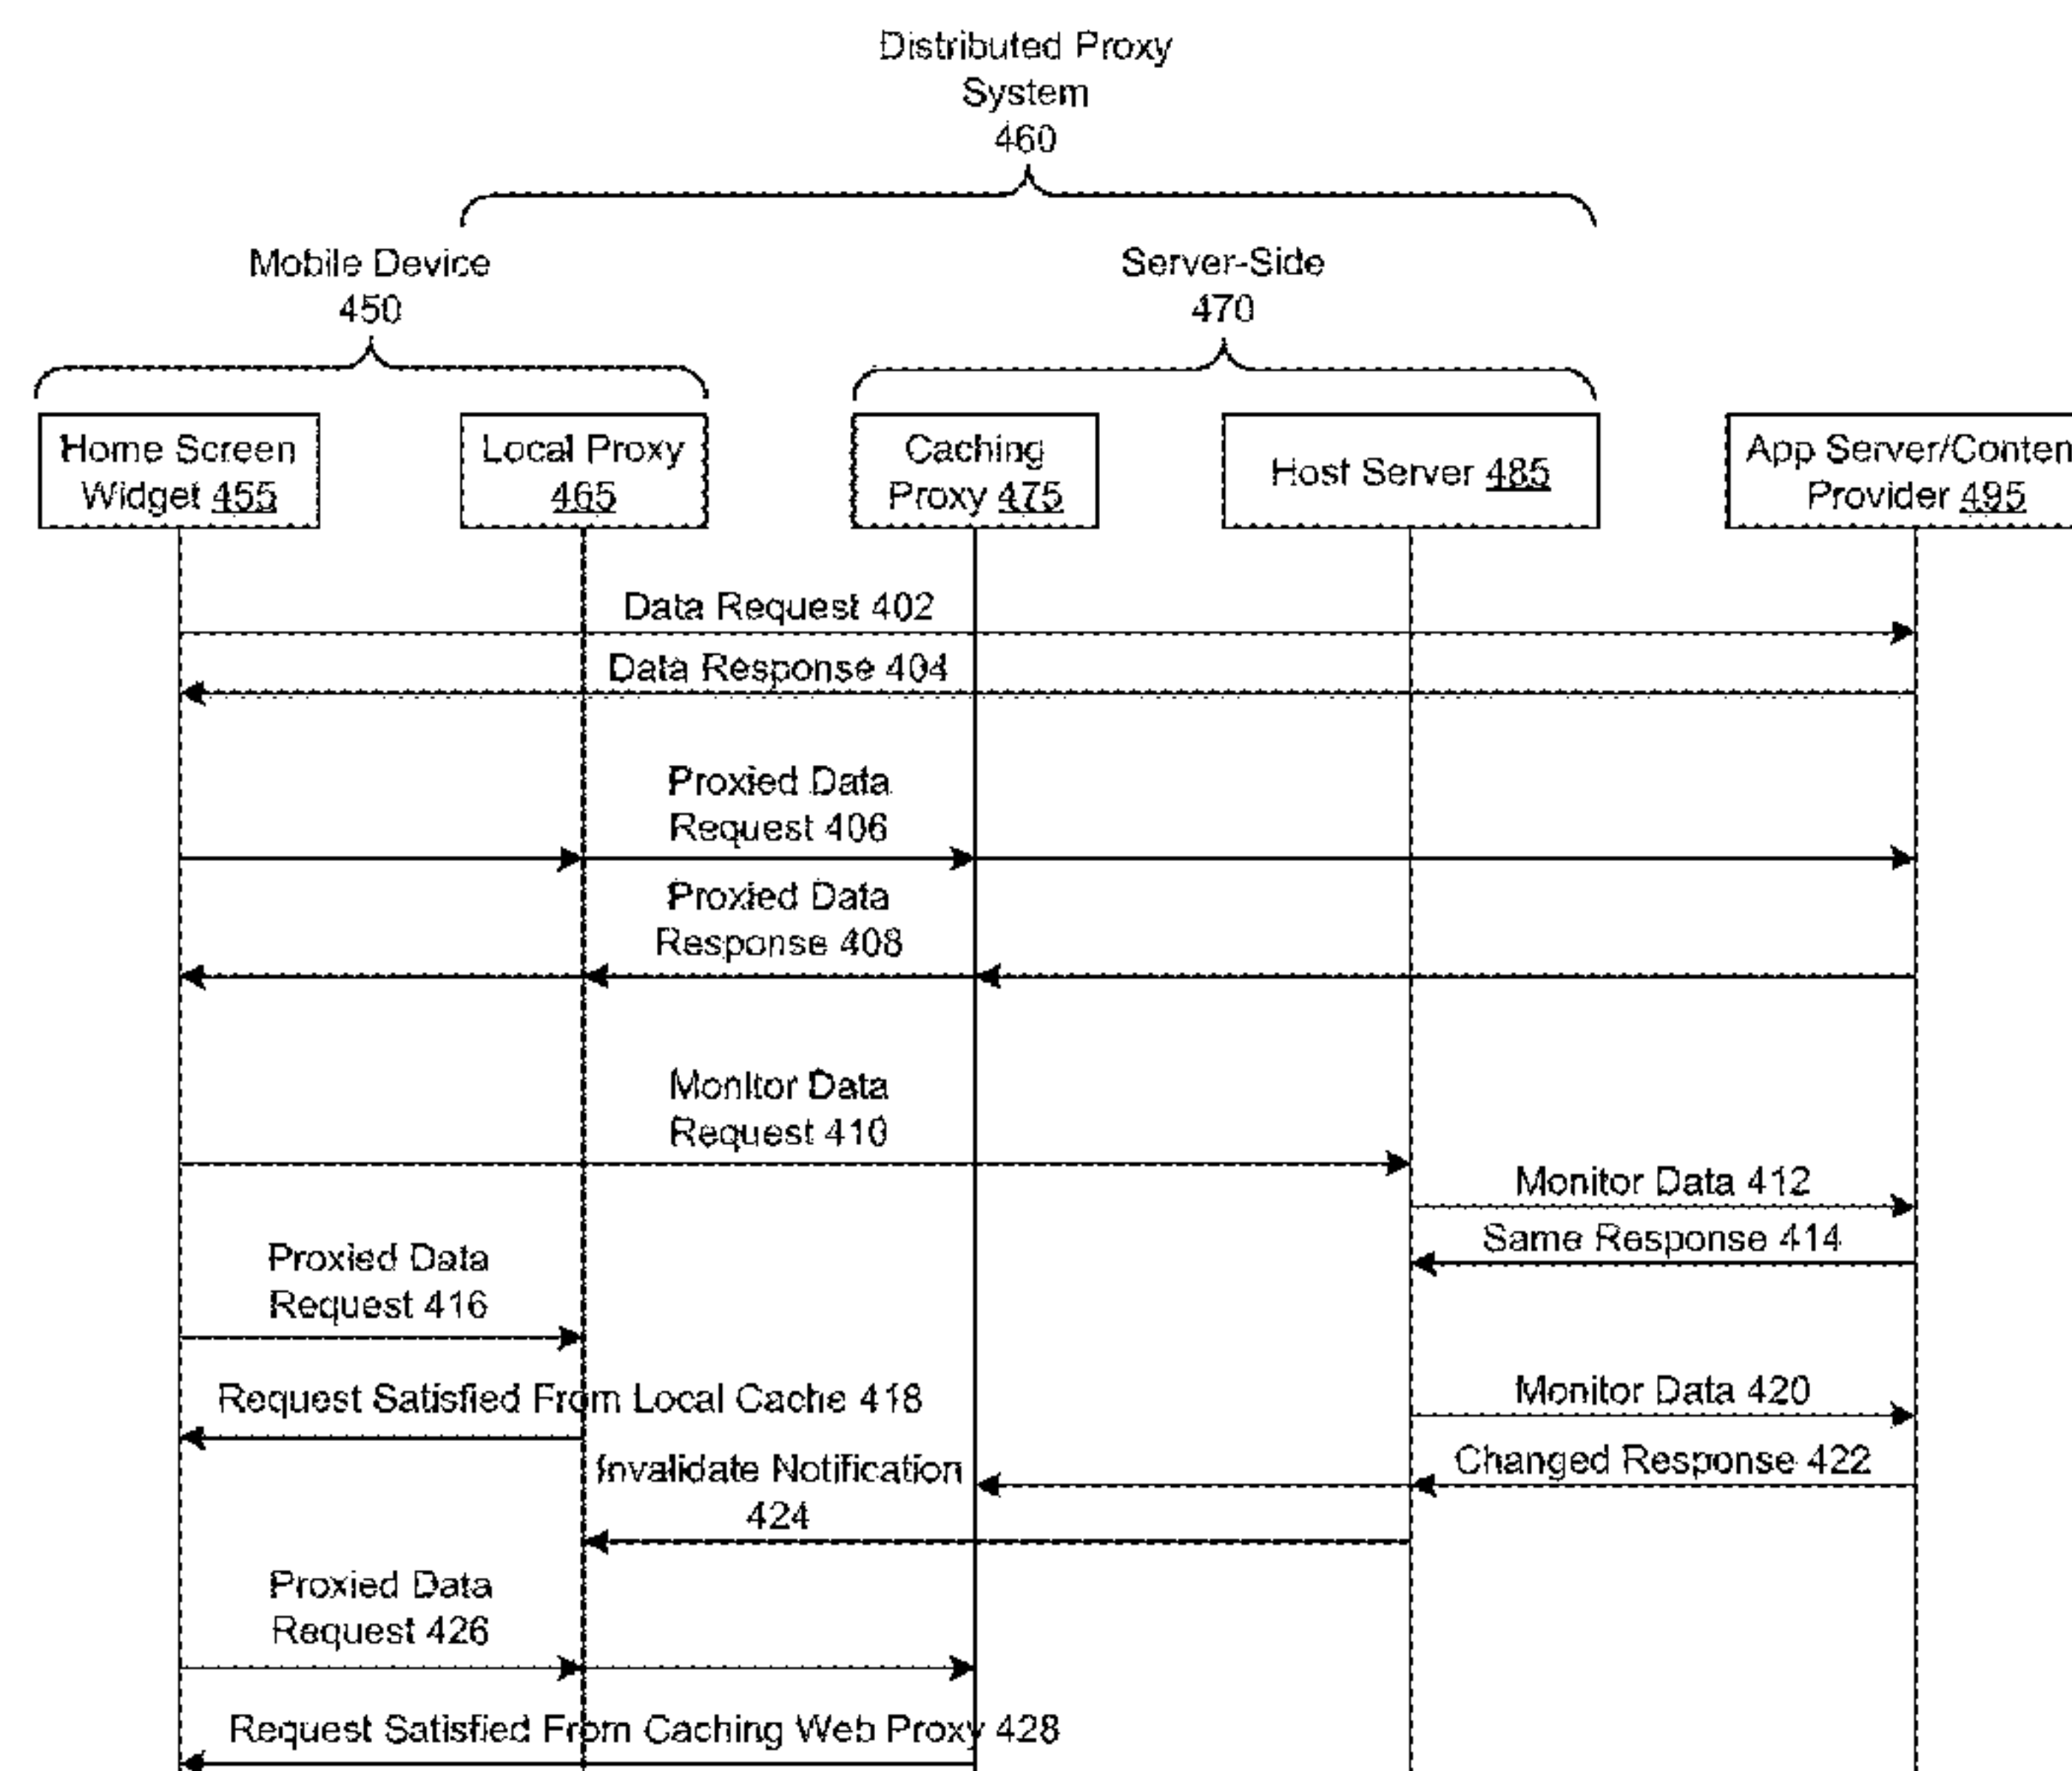 Distributed Proxy
System
460
Mobile Device
450
Server-Side
470
Home Screen
Widget 455
Local Proxy
465
Caching
Proxy 475
Host Server 485
App Server/Conten
Provider 495
Data Request 402
Data Response 404
Proxied Data
Request 406
Proxied Data
Response 408
Monitor Data
Request 410
Monitor Data 412
Same Response 414
Proxied Data
Request 416
Request Satisfied From Local Cache 418
Monitor Data 420
Changed Response 422
Invalidate Notification
424
Proxied Data
Request 426
Request Satisfied From Caching Web Proxy 428